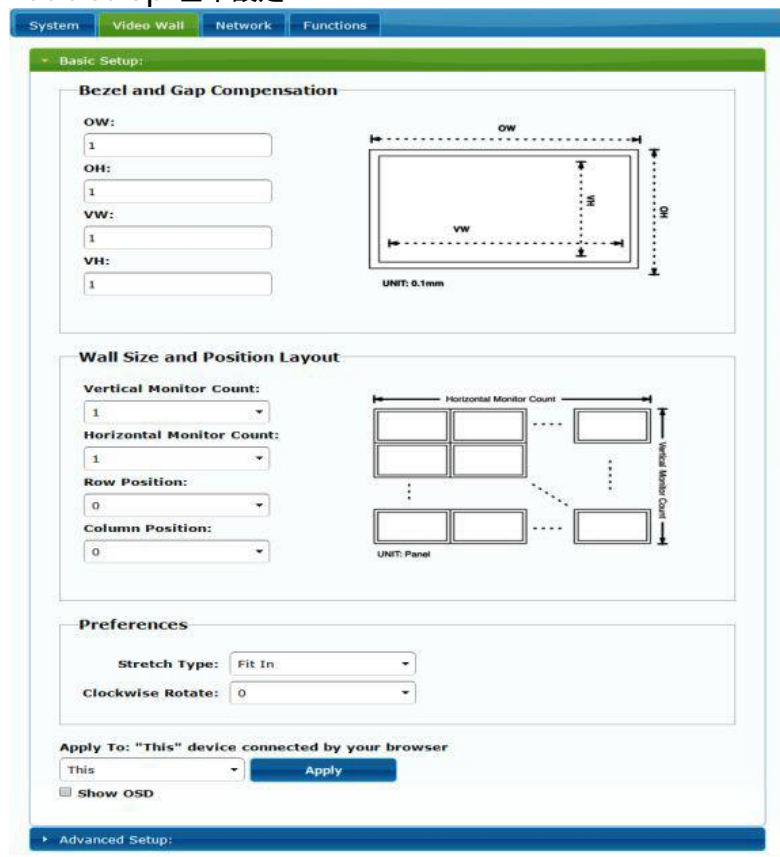 System Video Wall Network Functions
Basic Setup:
Bezel and Gap Compensation
OW:
1
OH:
1
VW:
1
VH:
1
OW
VH
OH
VW
UNIT: 0.1mm
Wall Size and Position Layout
Vertical Monitor Count:
1
Horizontal Monitor Count:
1
Row Position:
0
Column Position:
0
Horizontal Monitor Count
Vertical Monitor Count
UNIT: Panel
Preferences
Stretch Type: Fit In
Clockwise Rotate: 0
Apply To: "This" device connected by your browser
This Apply
Show OSD
Advanced Setup: